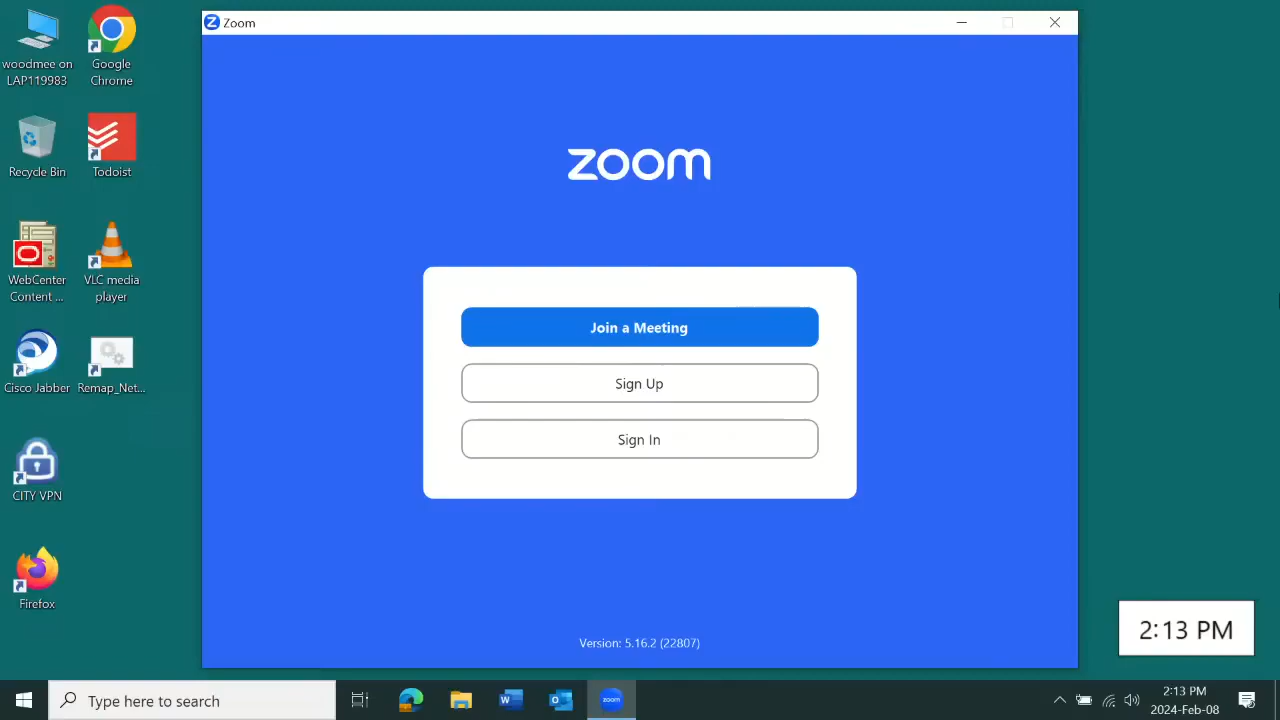 woodmee on
LAP119983
Google
Chrome
Recycle Bin
Todoist
WebCenter
Content ...
VLC media
player
Cisco Jabber
Remap_Net...
CITY VPN
Firefox
Zoom
zoom
Join a Meeting
Sign Up
Sign In
Version: 5.16.2 (22807)
2:13 PM
Type here to search
zoom
2:13 PM
2024-Feb-08